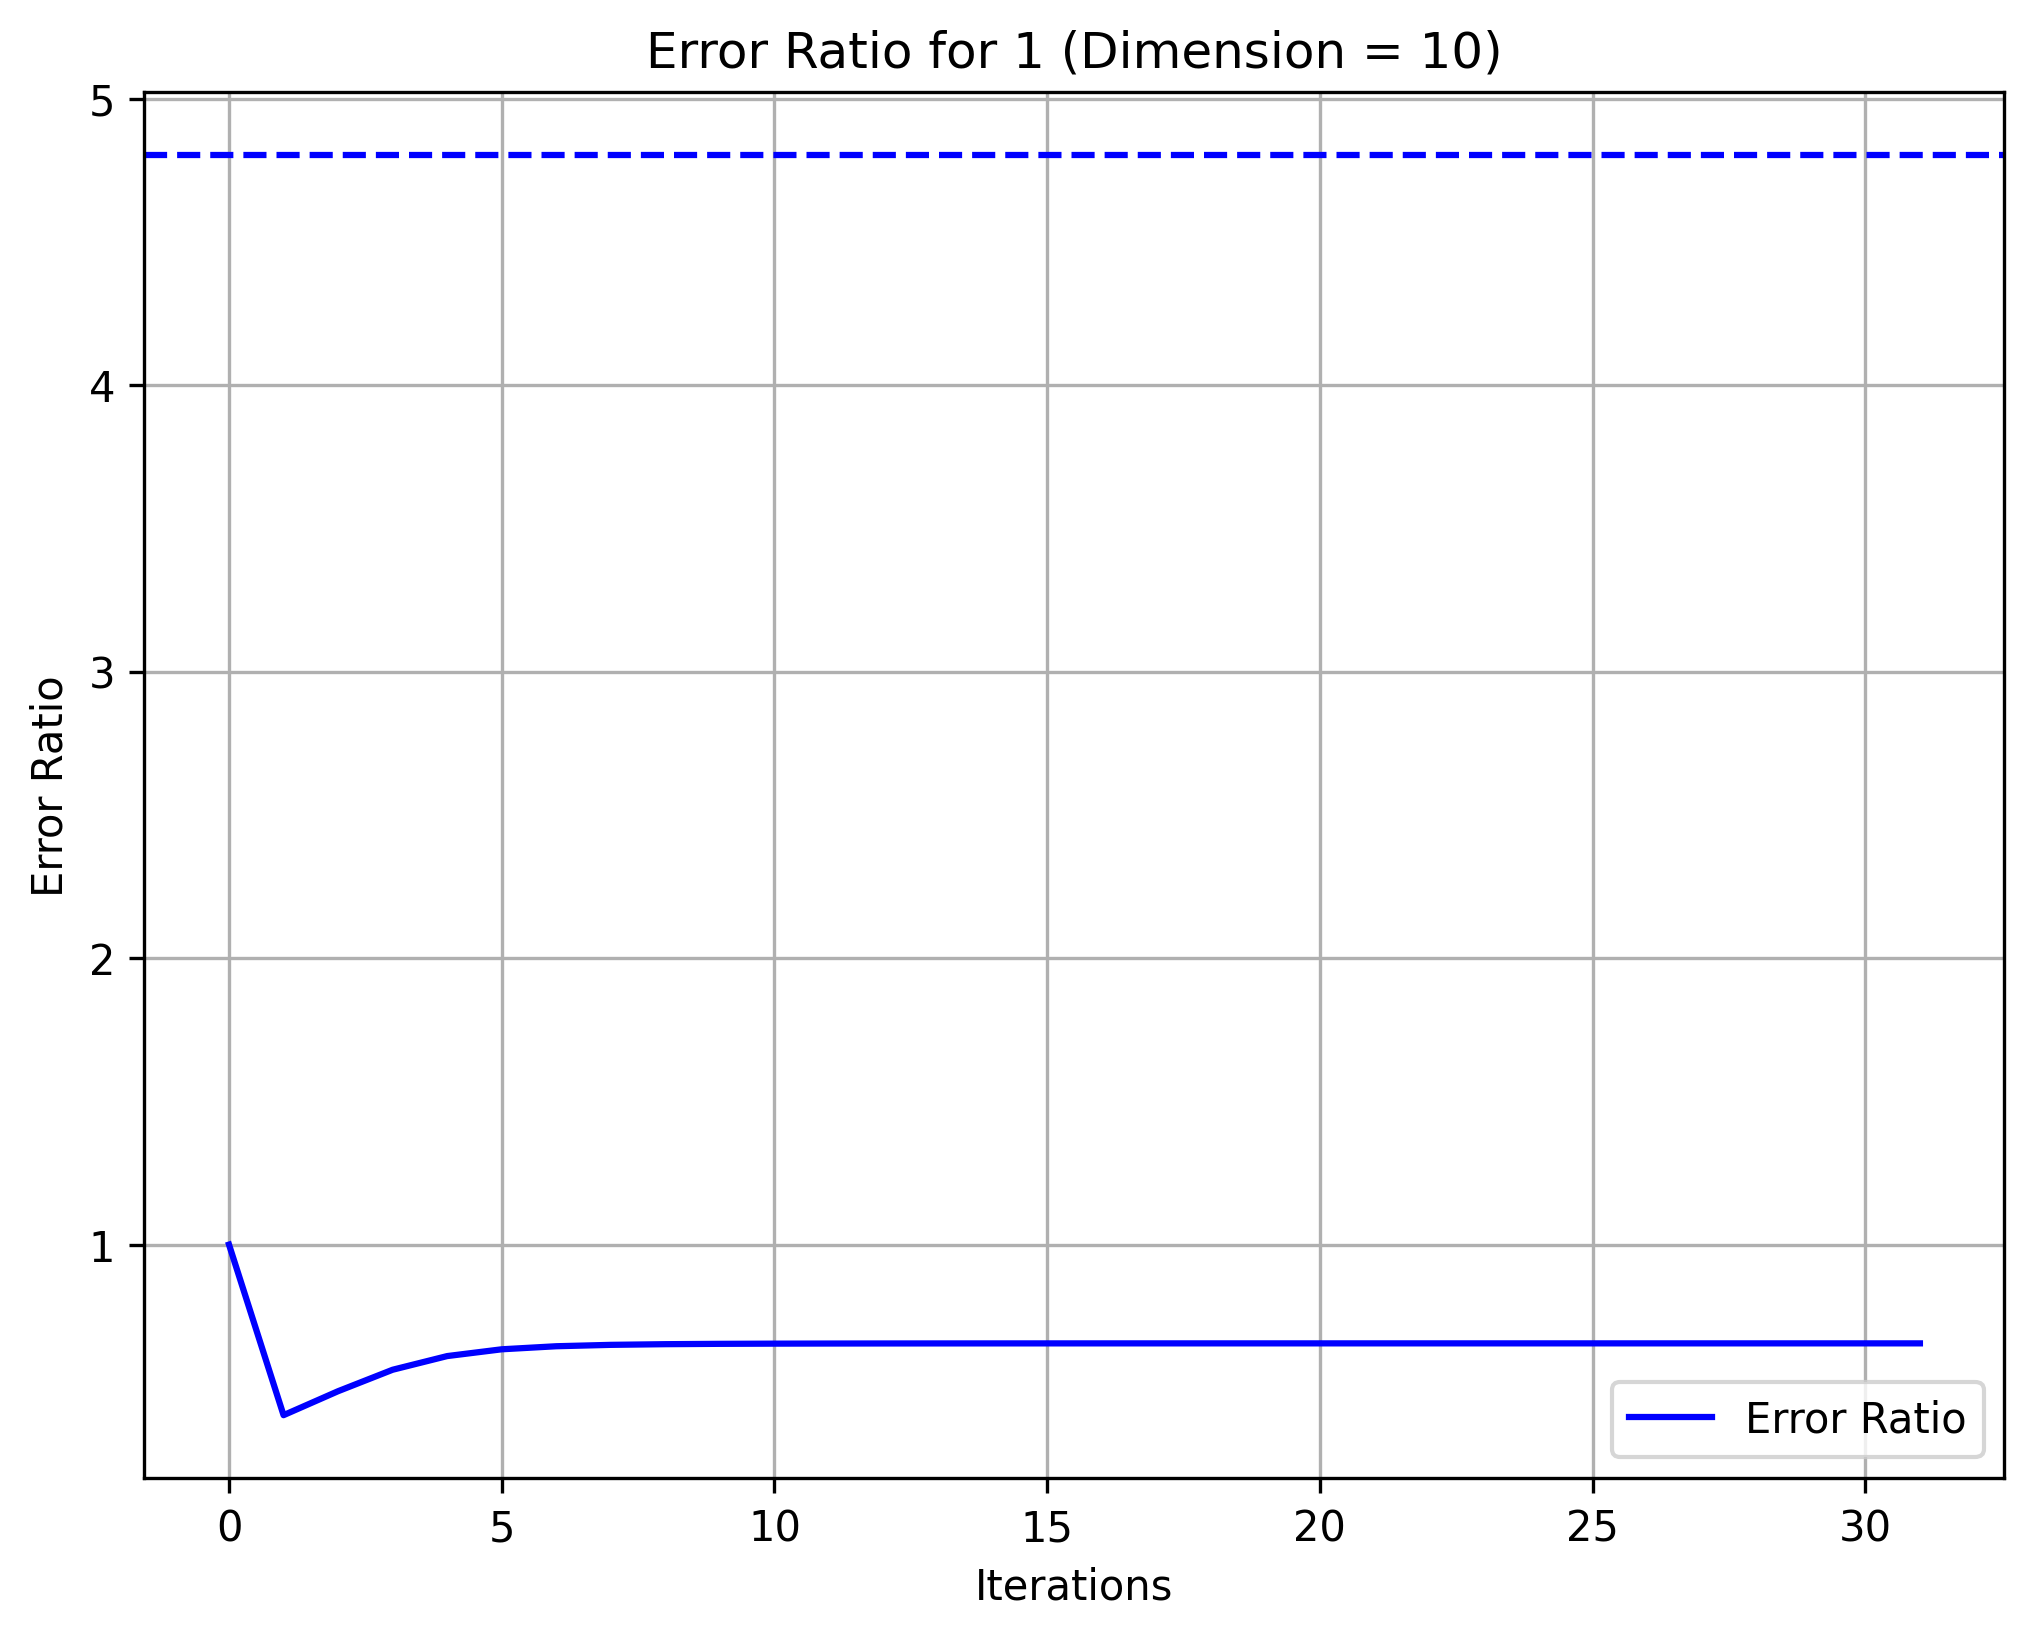 Error Ratio for 1 (Dimension = 10)
5
4
3
2
1
Error Ratio
Error Ratio
0 5 10 15 20 25 30
Iterations